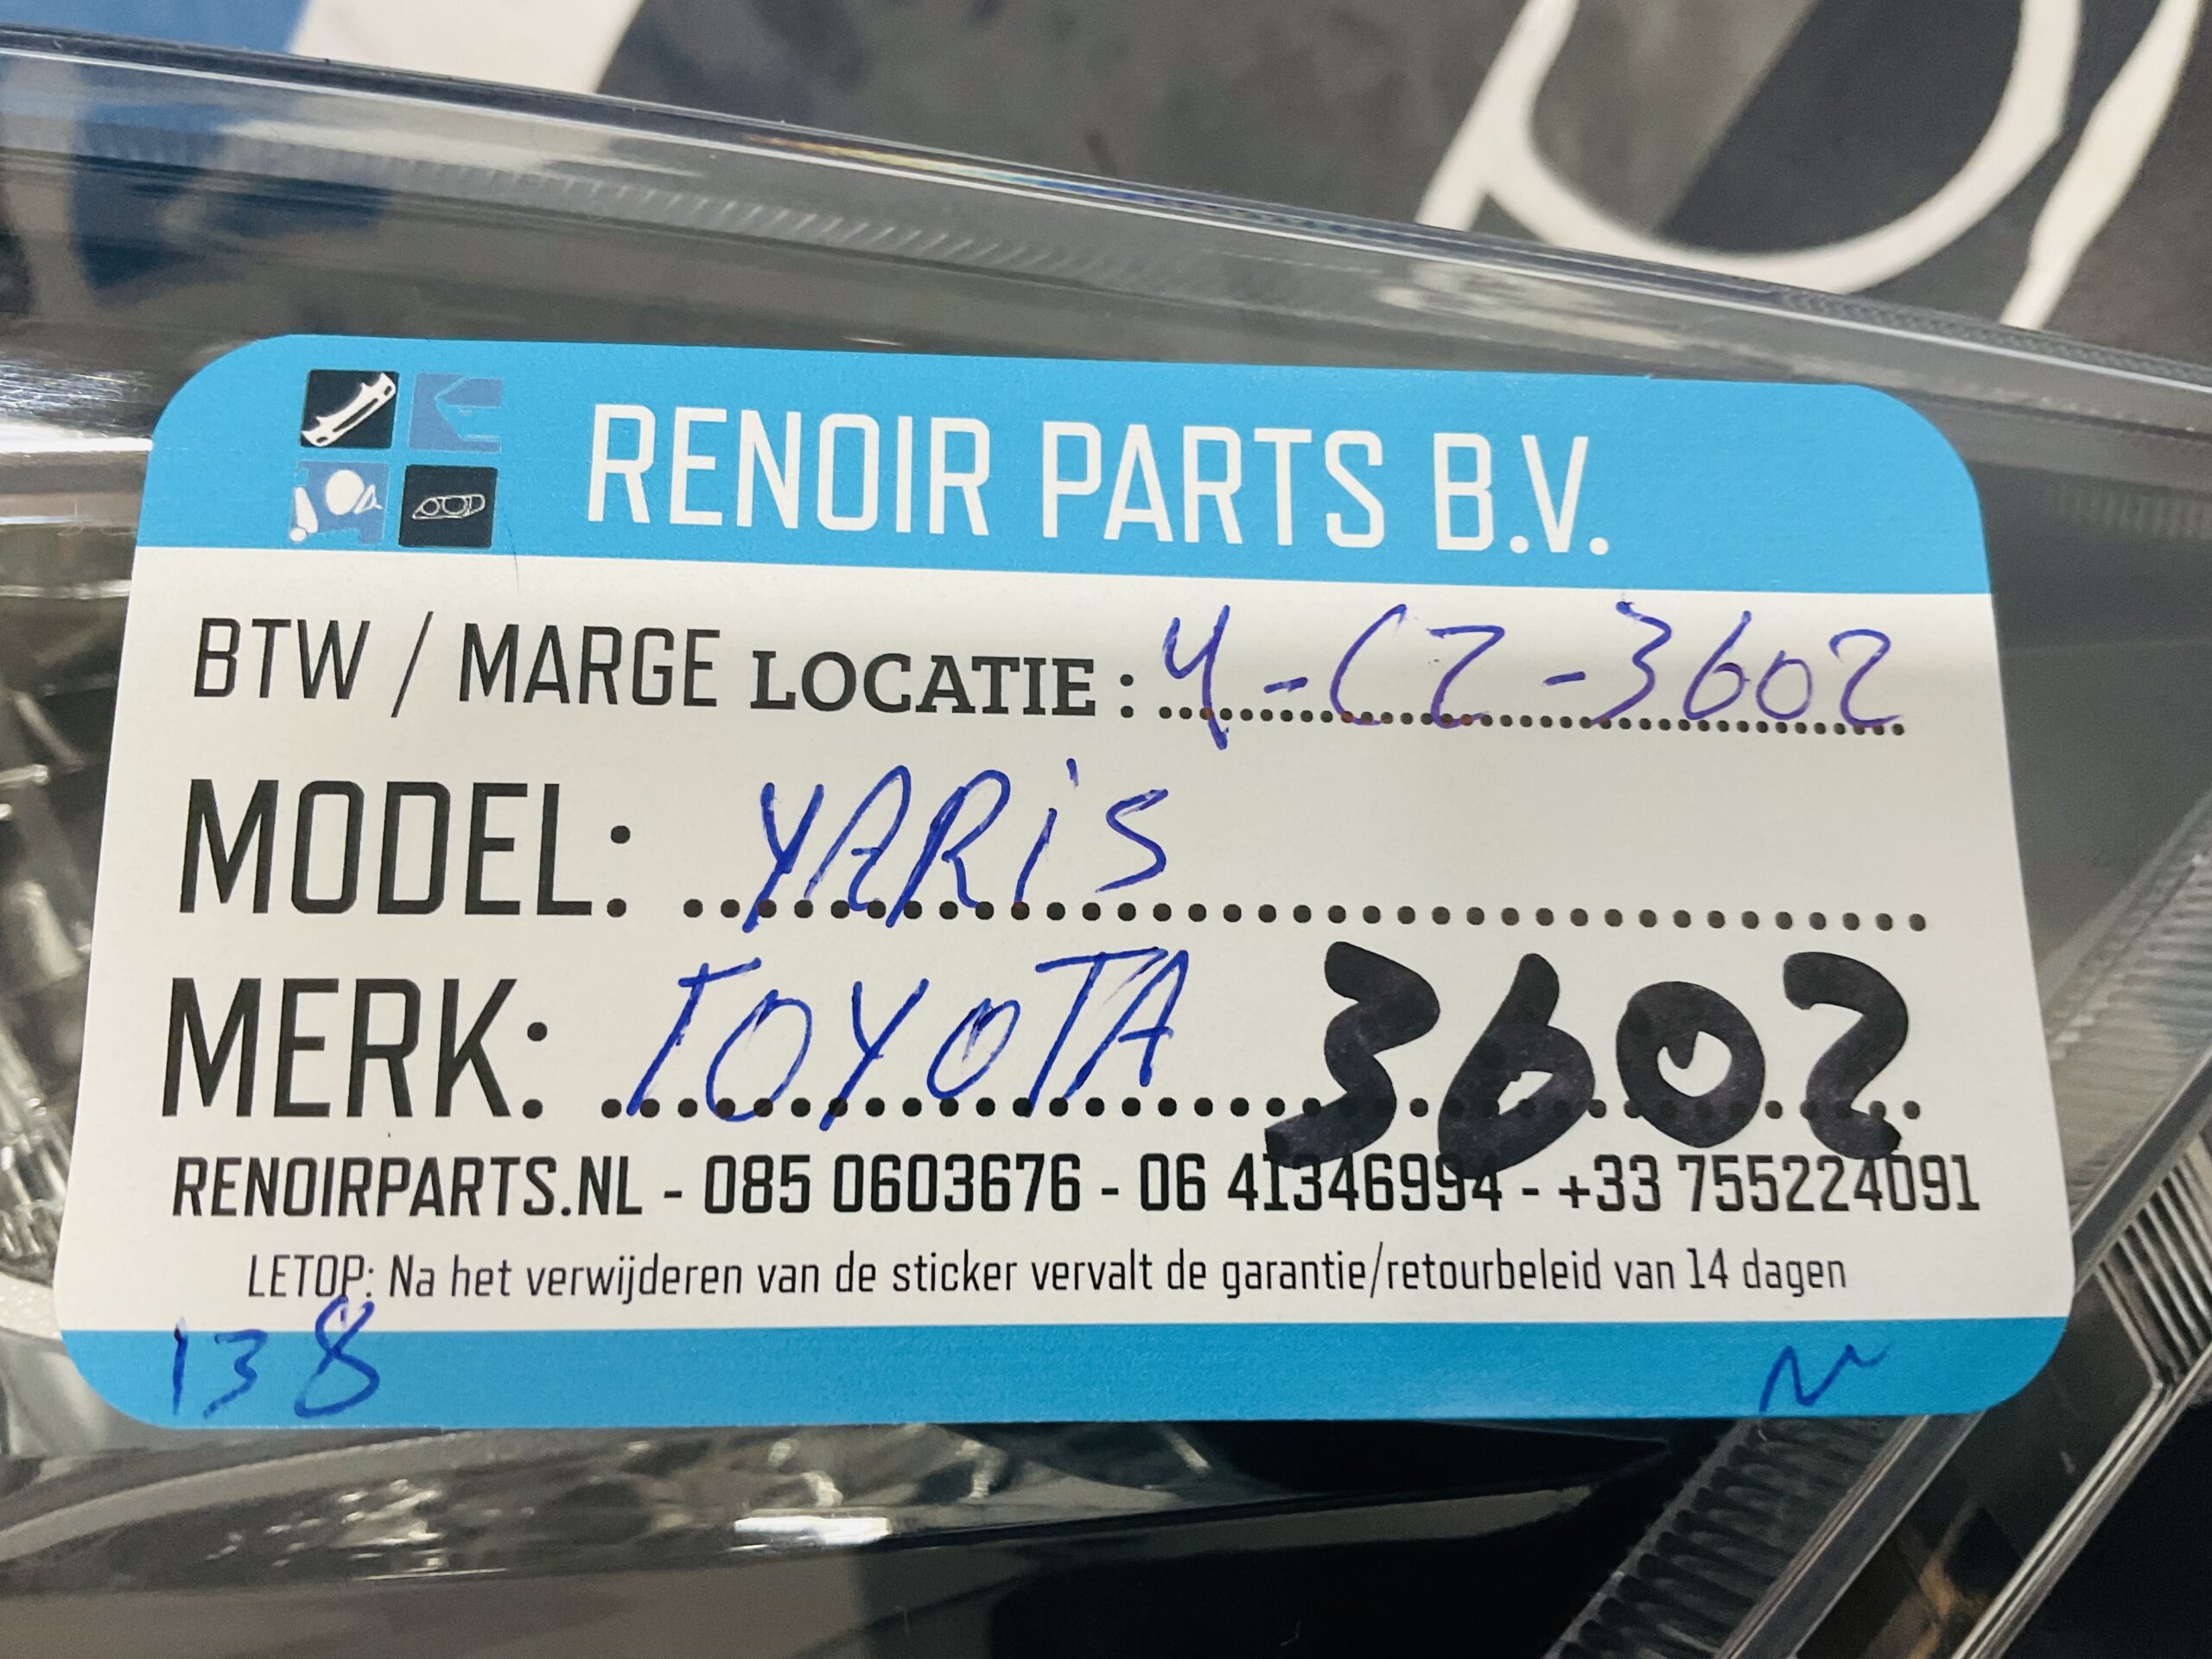 RENOIR PARTS B.V.
BTW / MARGE LOCATIE : 4-C2-3602
MODEL: YARiS
MERK: TOYOTA 3602
RENOIRPARTS.NL - 085 0603676 - 06 41346994 - +33 755224091
LETOP: Na het verwijderen van de sticker vervalt de garantie/retourbeleid van 14 dagen
138 N